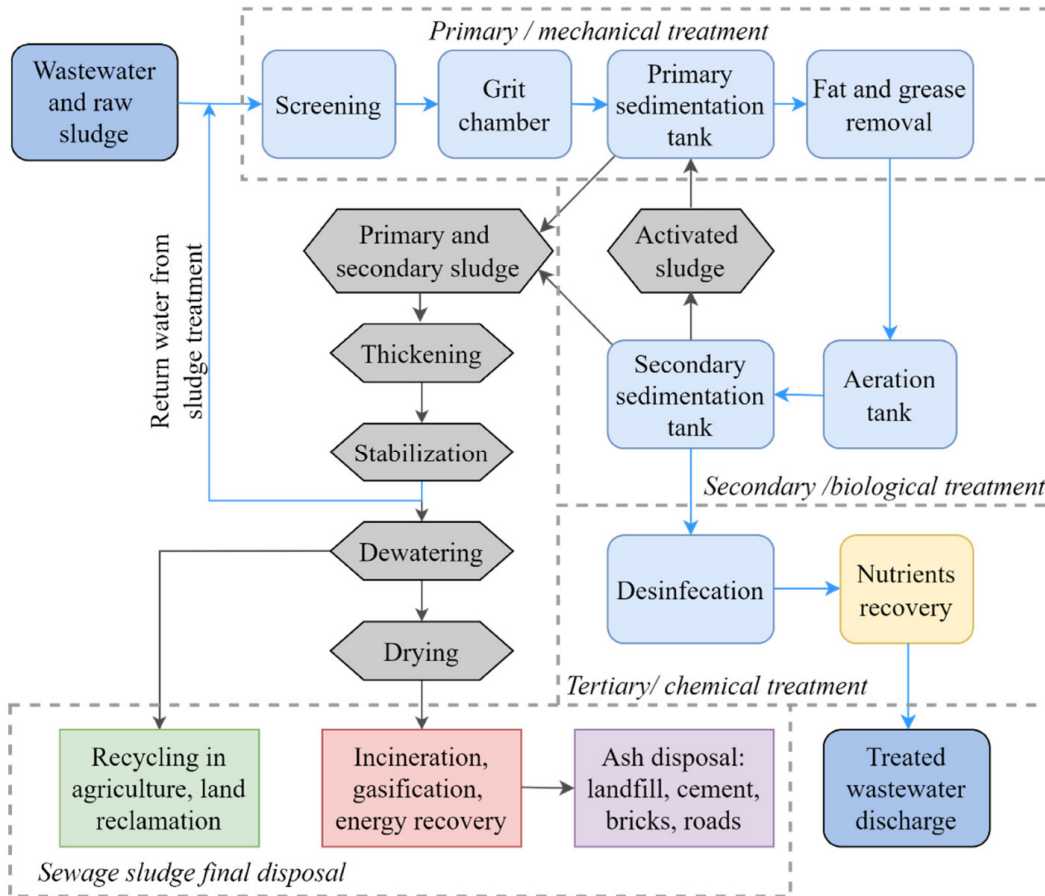 Primary / mechanical treatment
Wastewater
and raw
sludge
Screening
Grit
chamber
Primary
sedimentation
tank
Fat and grease
removal
Return water from
sludge treatment
Primary and
secondary sludge
Activated
sludge
Thickening
Secondary
sedimentation
tank
Aeration
tank
Stabilization
Secondary /biological treatment
Dewatering
Desinfecation
Nutrients
recovery
Drying
Tertiary/ chemical treatment
Recycling in
agriculture, land
reclamation
Incineration,
gasification,
energy recovery
Ash disposal:
landfill, cement,
bricks, roads
Treated
wastewater
discharge
Sewage sludge final disposal